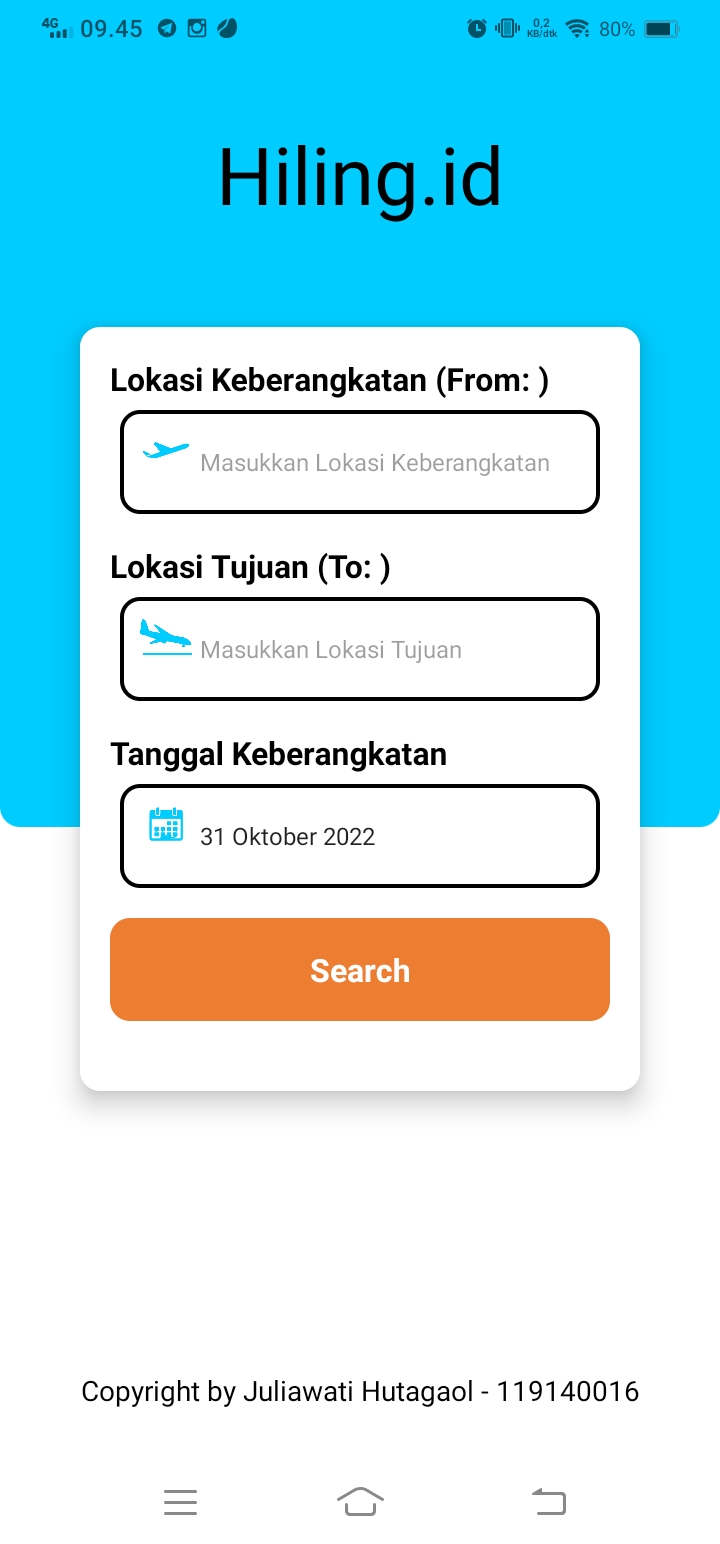 4G 09.45 0,2 KB/dtk 80%
Hiling.id
Lokasi Keberangkatan (From: )
Masukkan Lokasi Keberangkatan
Lokasi Tujuan (To: )
Masukkan Lokasi Tujuan
Tanggal Keberangkatan
31 Oktober 2022
Search
Copyright by Juliawati Hutagaol - 119140016